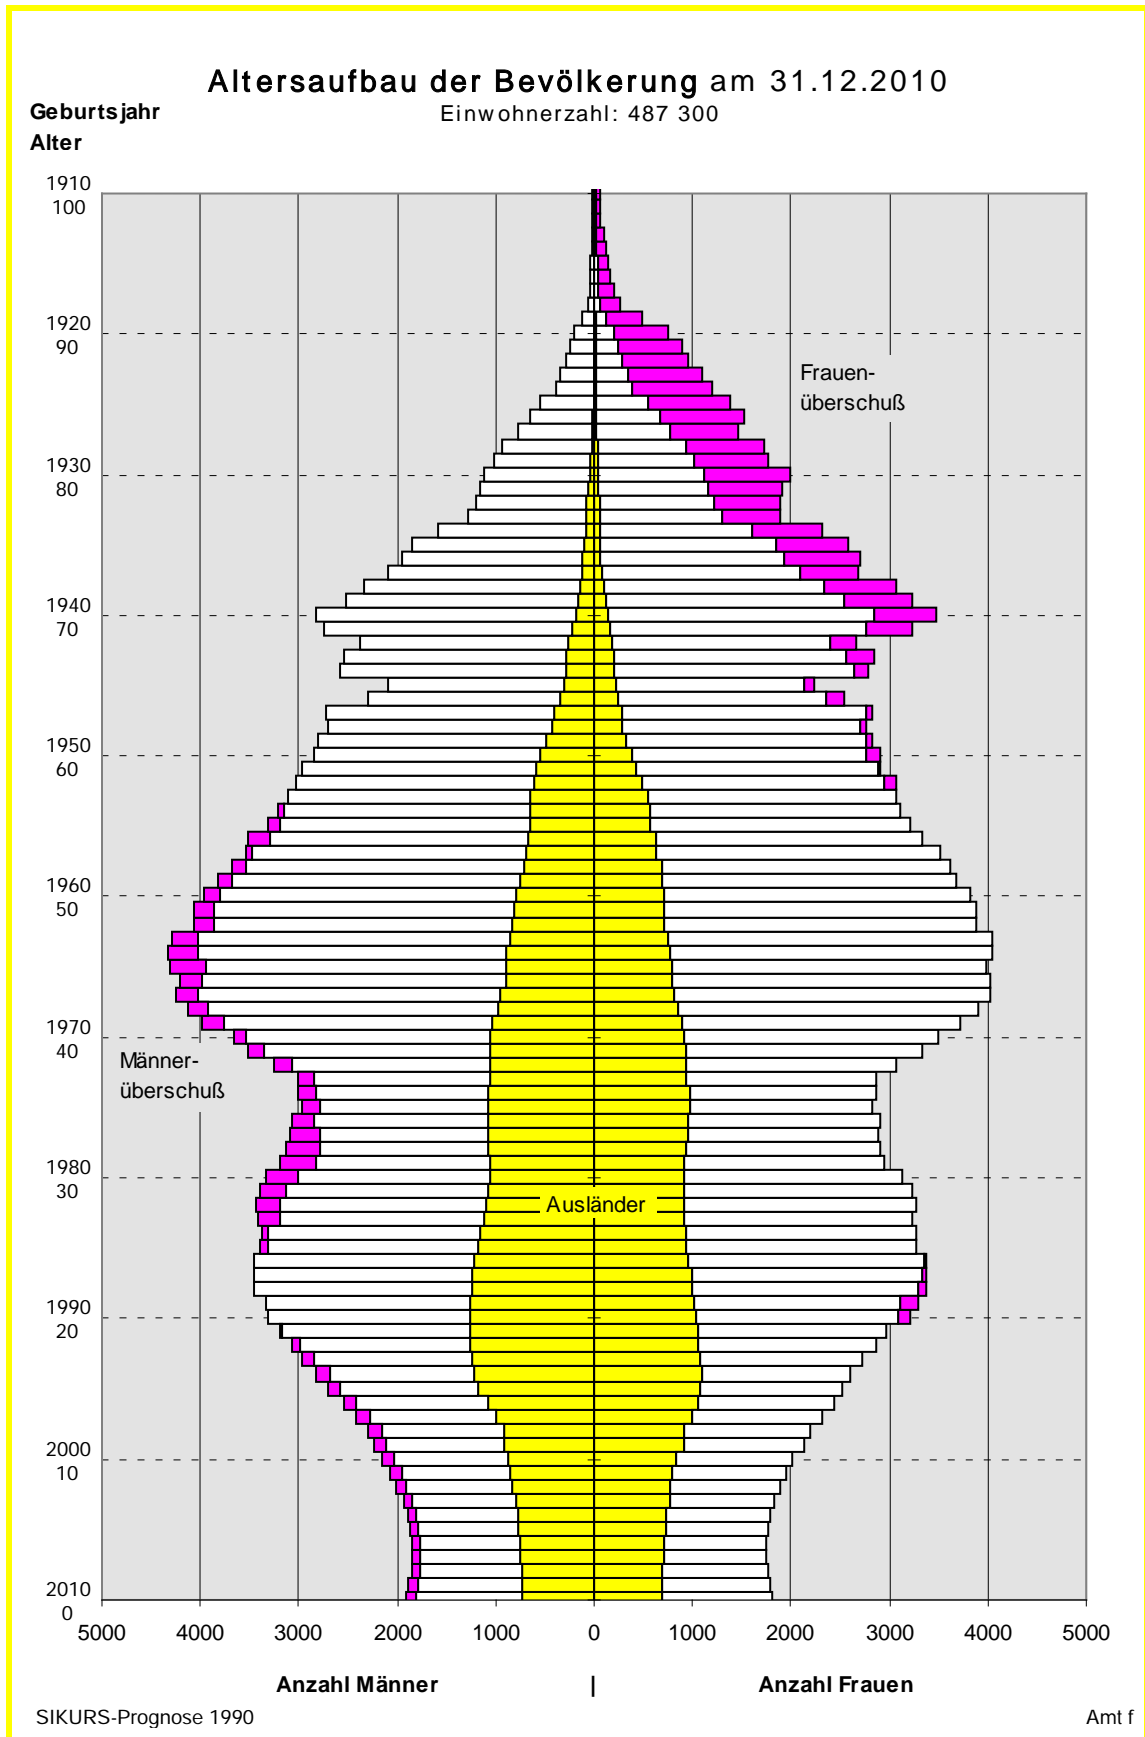 Altersaufbau der Bevölkerung am 31.12.2010
Geburtsjahr
Einwohnerzahl: 487 300
Alter
1910
100
1920
90
Frauen-
überschuß
1930
80
1940
70
1950
60
1960
50
1970
40
Männer-
überschuß
1980
30
Ausländer
1990
20
2000
10
2010
0
5000 4000 3000 2000 1000 0 1000 2000 3000 4000 5000
Anzahl Männer | Anzahl Frauen
SIKURS-Prognose 1990 Amt f